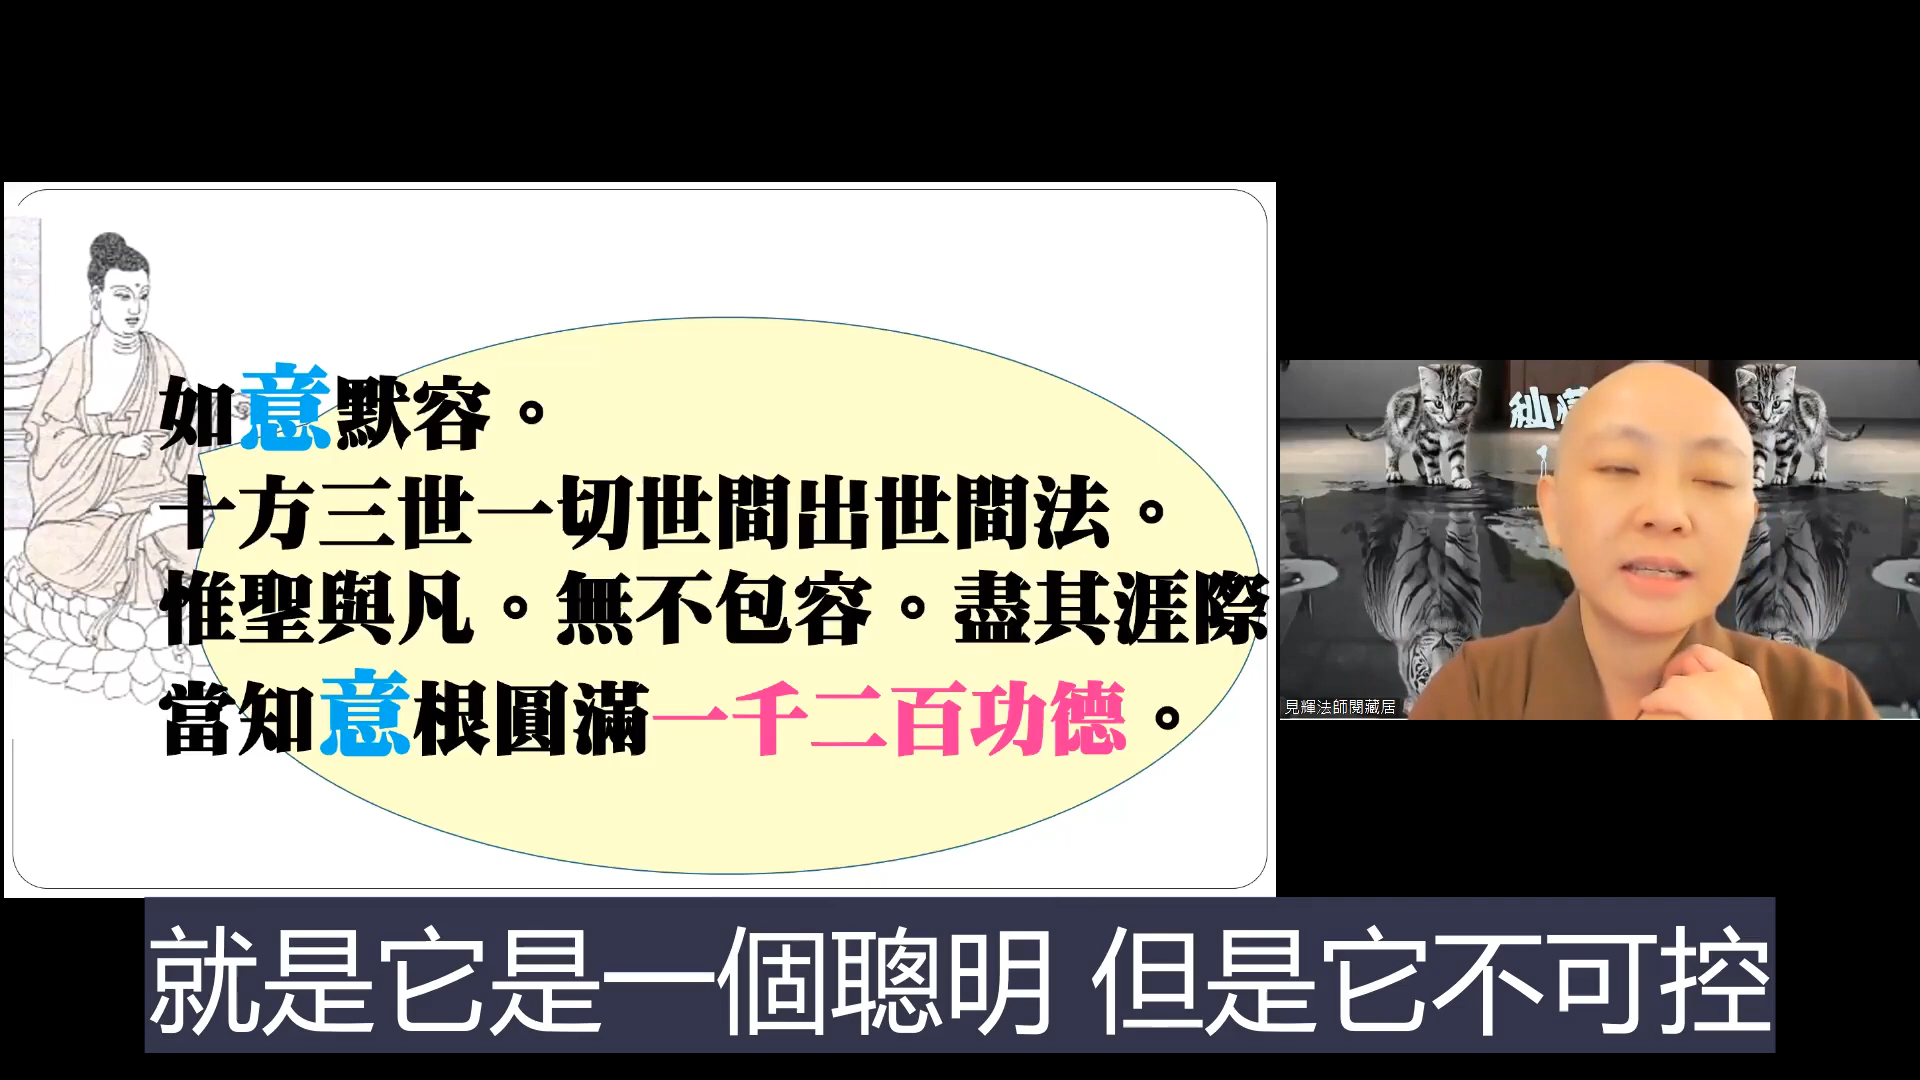 如意默容。
十方三世一切世間出世間法。
惟聖與凡。無不包容。盡其涯際
當知意根圓滿一千二百功德。
見輝法師閱藏居
就是它是一個聰明 但是它不可控